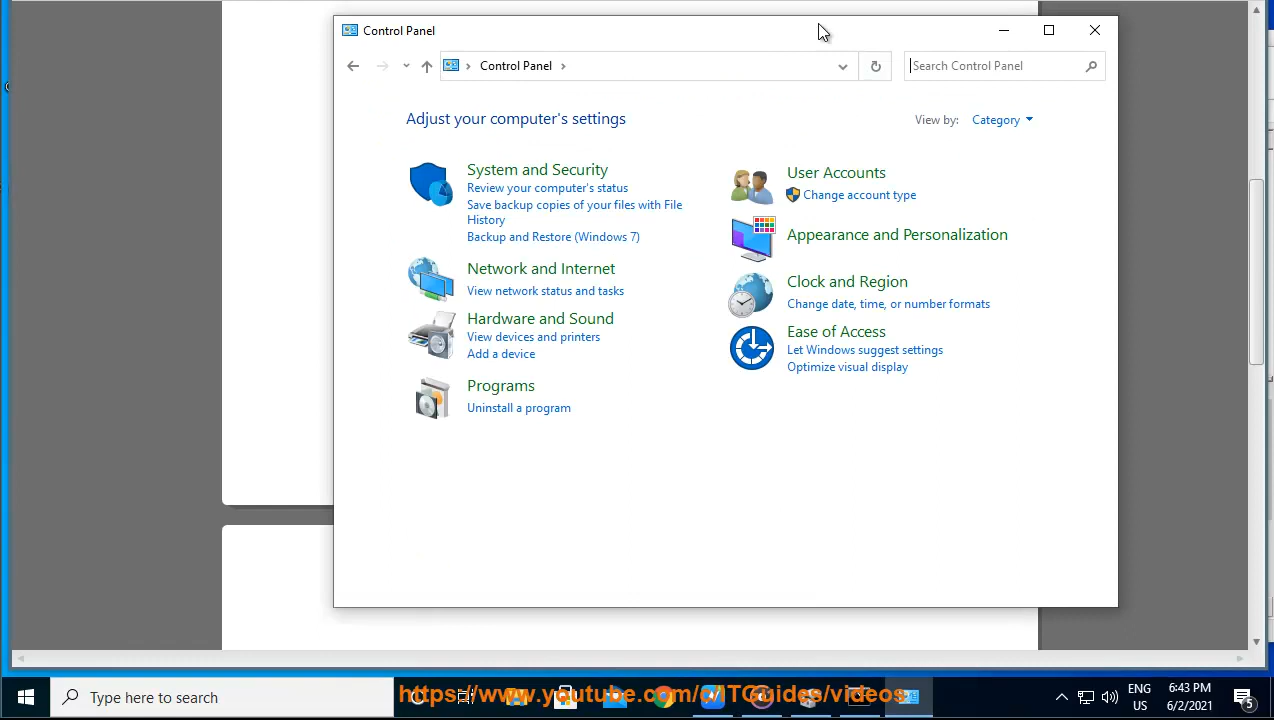 Control Panel
Control Panel
Search Control Panel
Adjust your computer's settings
View by: Category
System and Security
Review your computer's status
Save backup copies of your files with File
History
Backup and Restore (Windows 7)
Network and Internet
View network status and tasks
Hardware and Sound
View devices and printers
Add a device
Programs
Uninstall a program
User Accounts
Change account type
Appearance and Personalization
Clock and Region
Change date, time, or number formats
Ease of Access
Let Windows suggest settings
Optimize visual display
Type here to search
https://www.youtube.com/c/ITGuides/videos
ENG
US
6:43 PM
6/2/2021
5